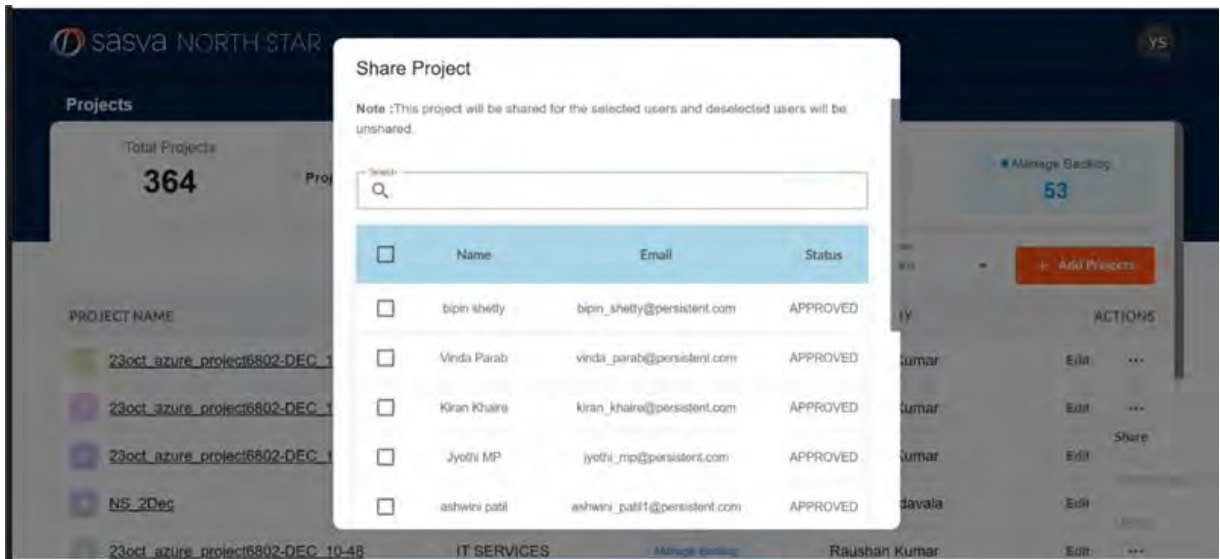 sasva NORTH STAR
YS
Projects
Total Projects
364
Proj
Manage Backlog
53
+ Add Projects
PROJECT NAME
ACTIONS
23oct_azure_project6802-DEC_1
Kumar
Edit
...
23oct_azure_project6802-DEC_1
Kumar
Edit
...
Share
23oct_azure_project6802-DEC_1
Kumar
Edit
NS_2Dec
davala
Edit
23oct_azure_project6802-DEC_10-48
IT SERVICES
Manage Backlog
Raushan Kumar
Edit
...
Share Project
Note :This project will be shared for the selected users and deselected users will be
unshared.
Search
Name Email Status
bipin shetty bipin_shetty@persistent.com APPROVED
Vinda Parab vinda_parab@persistent.com APPROVED
Kiran Khaire kiran_khaire@persistent.com APPROVED
Jyothi MP jyothi_mp@persistent.com APPROVED
ashwini patil ashwini_patil1@persistent.com APPROVED